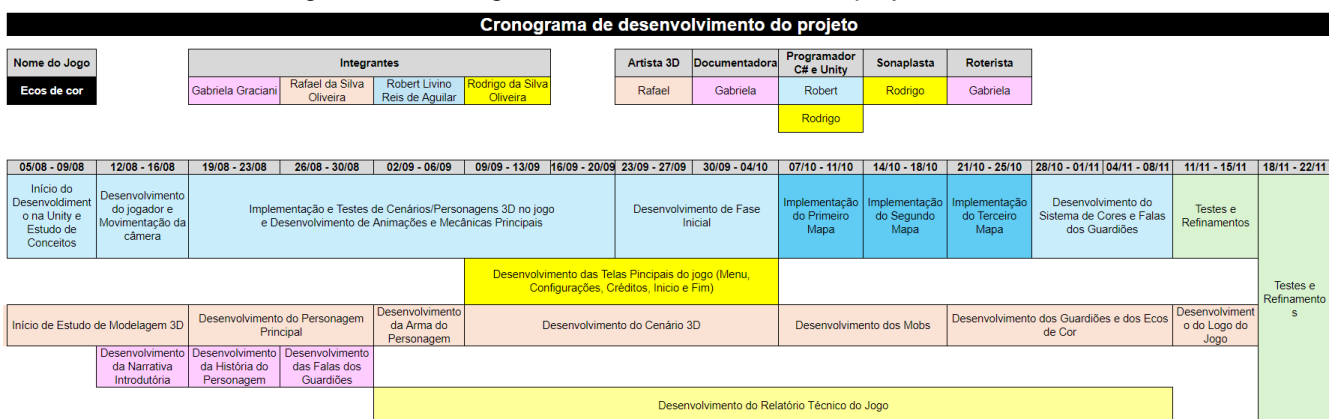 Cronograma de desenvolvimento do projeto
Nome do Jogo
Integrantes
Artista 3D
Documentadora
Programador
C# e Unity
Sonaplasta
Roterista
Ecos de cor
Gabriela Graciani
Rafael da Silva
Oliveira
Robert Livino
Reis de Aguilar
Rodrigo da Silva
Oliveira
Rafael
Gabriela
Robert
Rodrigo
Gabriela
Rodrigo
05/08 - 09/08
12/08 - 16/08
19/08 - 23/08
26/08 - 30/08
02/09 - 06/09
09/09 - 13/09
16/09 - 20/09
23/09 - 27/09
30/09 - 04/10
07/10 - 11/10
14/10 - 18/10
21/10 - 25/10
28/10 - 01/11
04/11 - 08/11
11/11 - 15/11
18/11 - 22/11
Início do
Desenvoldiment
o na Unity e
Estudo de
Conceitos
Desenvolvimento
do jogador e
Movimentação da
câmera
Implementação e Testes de Cenários/Personagens 3D no jogo
e Desenvolvimento de Animações e Mecânicas Principais
Desenvolvimento de Fase
Inicial
Implementação
do Primeiro
Mapa
Implementação
do Segundo
Mapa
Implementação
do Terceiro
Mapa
Desenvolvimento do
Sistema de Cores e Falas
dos Guardiões
Testes e
Refinamentos
Desenvolvimento das Telas Pincipais do jogo (Menu,
Configurações, Créditos, Inicio e Fim)
Testes e
Refinamento
s
Início de Estudo de Modelagem 3D
Desenvolvimento do Personagem
Principal
Desenvolvimento
da Arma do
Personagem
Desenvolvimento do Cenário 3D
Desenvolvimento dos Mobs
Desenvolvimento dos Guardiões e dos Ecos
de Cor
Desenvolviment
o do Logo do
Jogo
Desenvolvimento
da Narrativa
Introdutória
Desenvolvimento
da História do
Personagem
Desenvolvimento
das Falas dos
Guardiões
Desenvolvimento do Relatório Técnico do Jogo